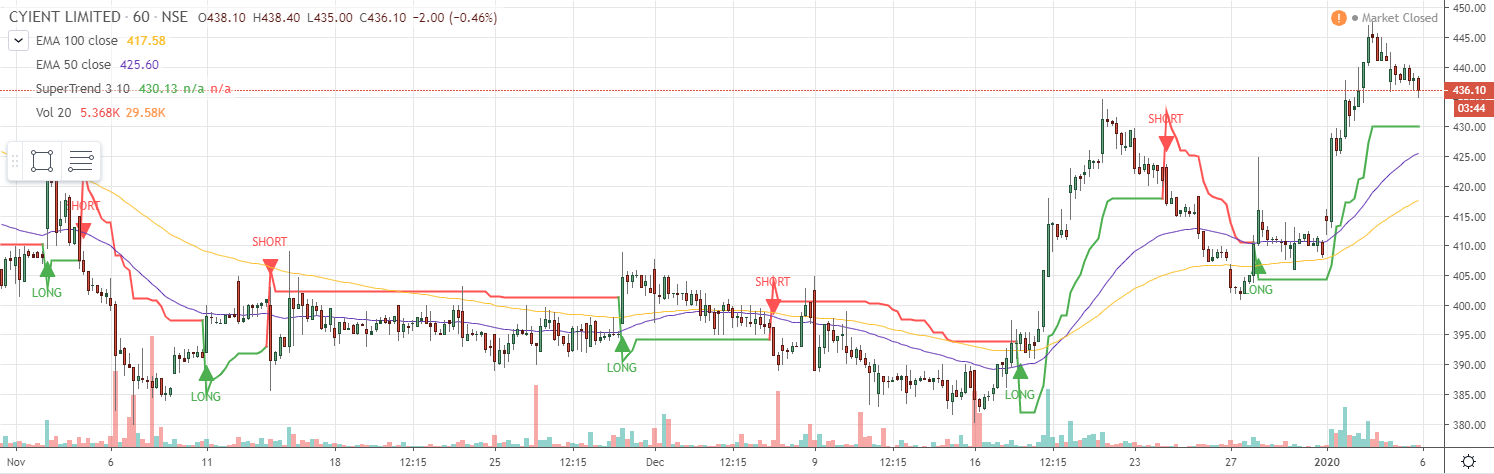 CYIENT LIMITED · 60 · NSE O438.10 H438.40 L435.00 C436.10 −2.00 (−0.46%)
Market Closed
EMA 100 close 417.58
EMA 50 close 425.60
SuperTrend 3 10 430.13 n/a n/a
Vol 20 5.368K 29.58K
SHORT
LONG
LONG
SHORT
LONG
SHORT
LONG
SHORT
LONG
450.00
445.00
440.00
436.10
03:44
430.00
425.00
420.00
415.00
410.00
405.00
400.00
395.00
390.00
385.00
380.00
Nov 6 11 18 12:15 25 12:15 Dec 12:15 9 16 12:15 23 27 2020 6